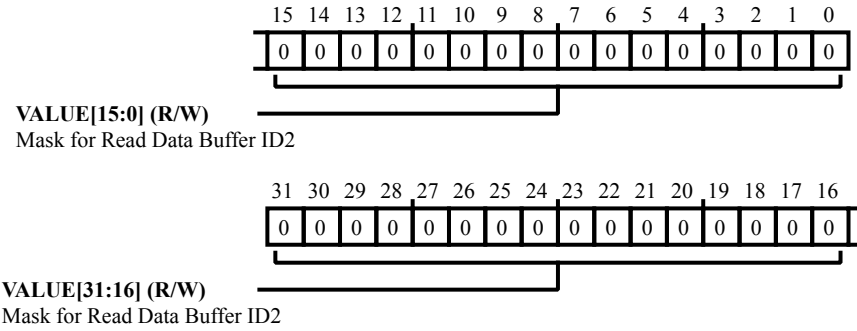 15 14 13 12 11 10 9 8 7 6 5 4 3 2 1 0
0 0 0 0 0 0 0 0 0 0 0 0 0 0 0 0
VALUE[15:0] (R/W)
Mask for Read Data Buffer ID2
31 30 29 28 27 26 25 24 23 22 21 20 19 18 17 16
0 0 0 0 0 0 0 0 0 0 0 0 0 0 0 0
VALUE[31:16] (R/W)
Mask for Read Data Buffer ID2